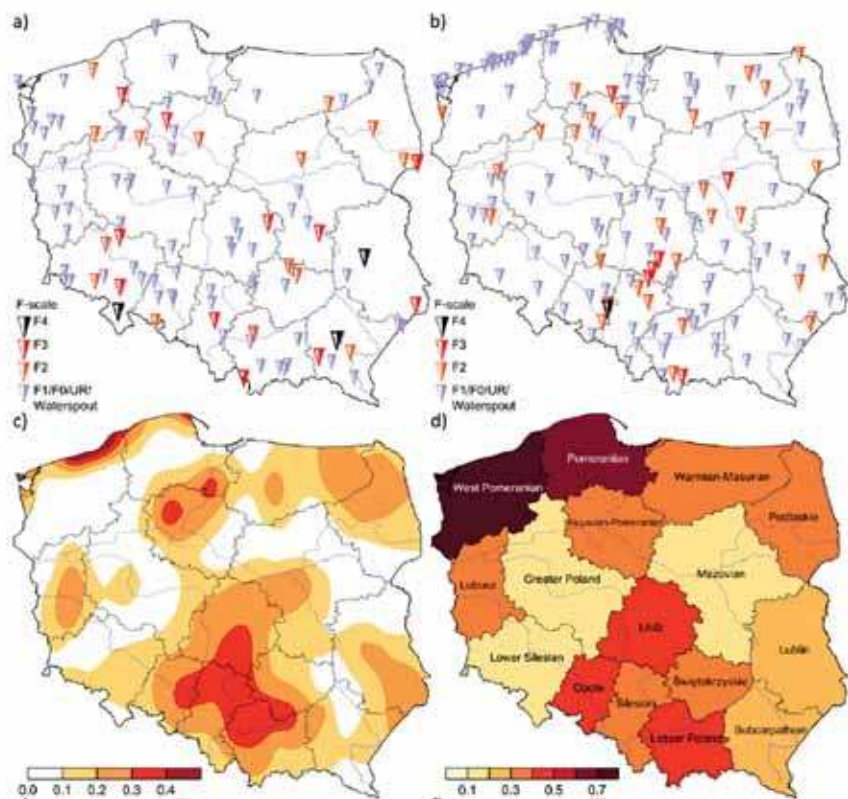 a)
b)
F-scale
F4
F3
F2
F1/F0/UR/
Waterspout
F-scale
F4
F3
F2
F1/F0/UR/
Waterspout
c)
d)
West Pomeranian
Pomeranian
Warmian-Masurian
Podlaskie
Lubusz
Greater Poland
Mazovian
Łódź
Lower Silesian
Lublin
Opole
Silesian
Świętokrzyskie
Lesser Poland
Subcarpathian
0.0 0.1 0.2 0.3 0.4
0.1 0.3 0.5 0.7